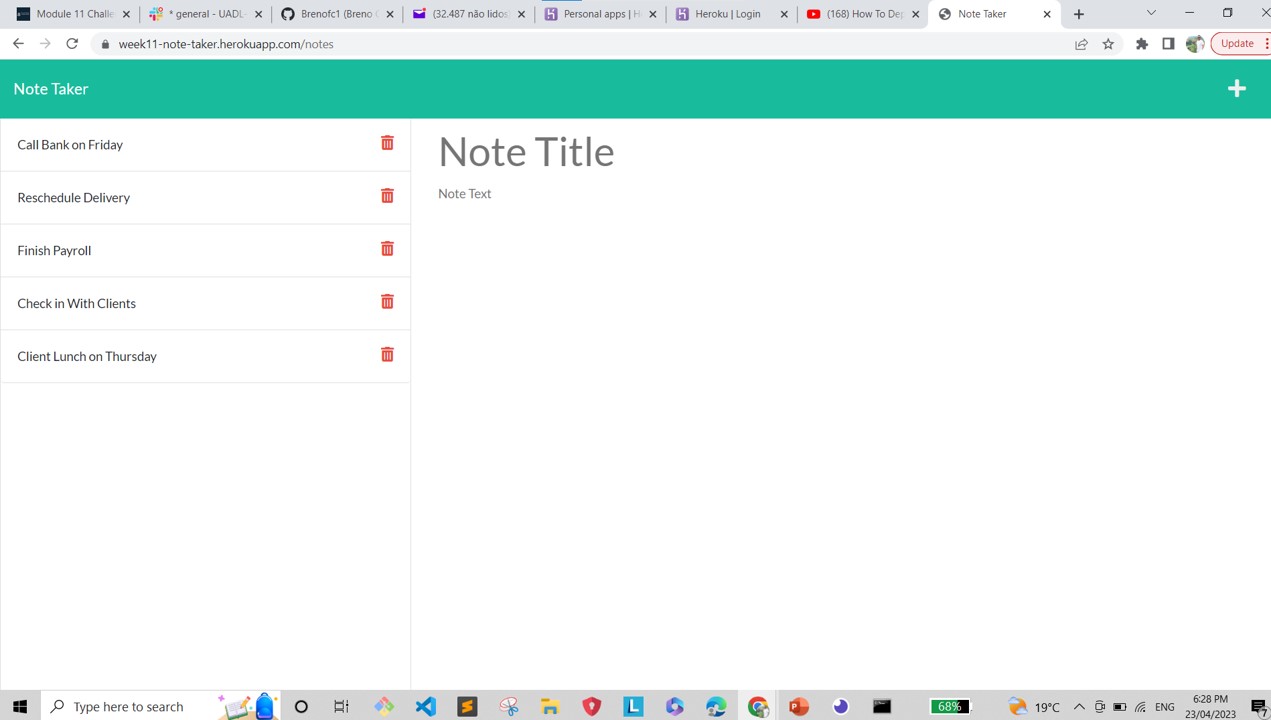 Module 11 Challe
* general - UADL-
Brenofc1 (Breno
(32.487 não lidos
Personal apps | H
Heroku | Login
(168) How To Dep
Note Taker
week11-note-taker.herokuapp.com/notes
Update
Note Taker
Call Bank on Friday
Reschedule Delivery
Finish Payroll
Check in With Clients
Client Lunch on Thursday
Note Title
Note Text
Type here to search
68%
19°C
ENG
6:28 PM
23/04/2023
7